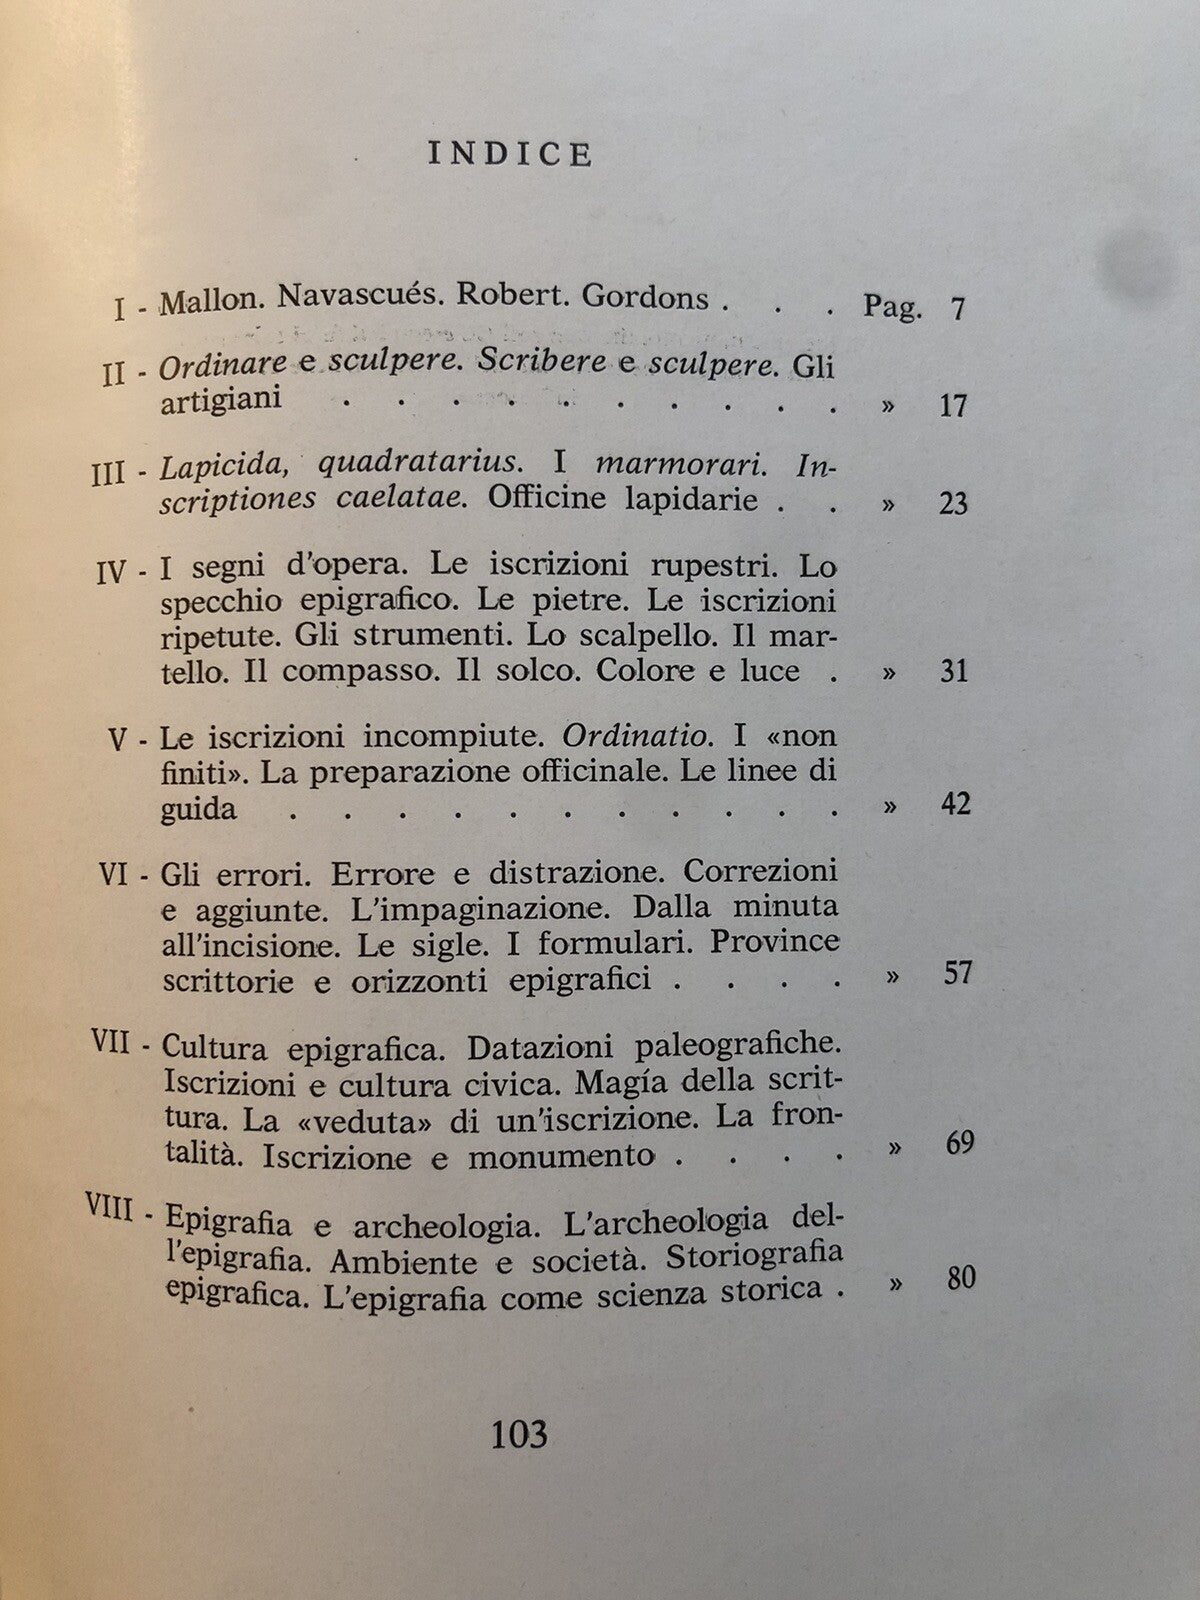 INDICE
I - Mallon. Navascués. Robert. Gordons . . . Pag. 7
II - Ordinare e sculpere. Scribere e sculpere. Gli
artigiani . . . . . . . . . . » 17
III - Lapicida, quadratarius. I marmorari. In-
scriptiones caelatae. Officine lapidarie . . » 23
IV - I segni d'opera. Le iscrizioni rupestri. Lo
specchio epigrafico. Le pietre. Le iscrizioni
ripetute. Gli strumenti. Lo scalpello. Il mar-
tello. Il compasso. Il solco. Colore e luce . » 31
V - Le iscrizioni incompiute. Ordinatio. I «non
finiti». La preparazione officinale. Le linee di
guida . . . . . . . . . . . » 42
VI - Gli errori. Errore e distrazione. Correzioni
e aggiunte. L'impaginazione. Dalla minuta
all'incisione. Le sigle. I formulari. Province
scrittorie e orizzonti epigrafici . . . . » 57
VII - Cultura epigrafica. Datazioni paleografiche.
Iscrizioni e cultura civica. Magía della scrit-
tura. La «veduta» di un'iscrizione. La fron-
talità. Iscrizione e monumento . . . . » 69
VIII - Epigrafia e archeologia. L'archeologia del-
l'epigrafia. Ambiente e società. Storiografia
epigrafica. L'epigrafia come scienza storica . » 80
103